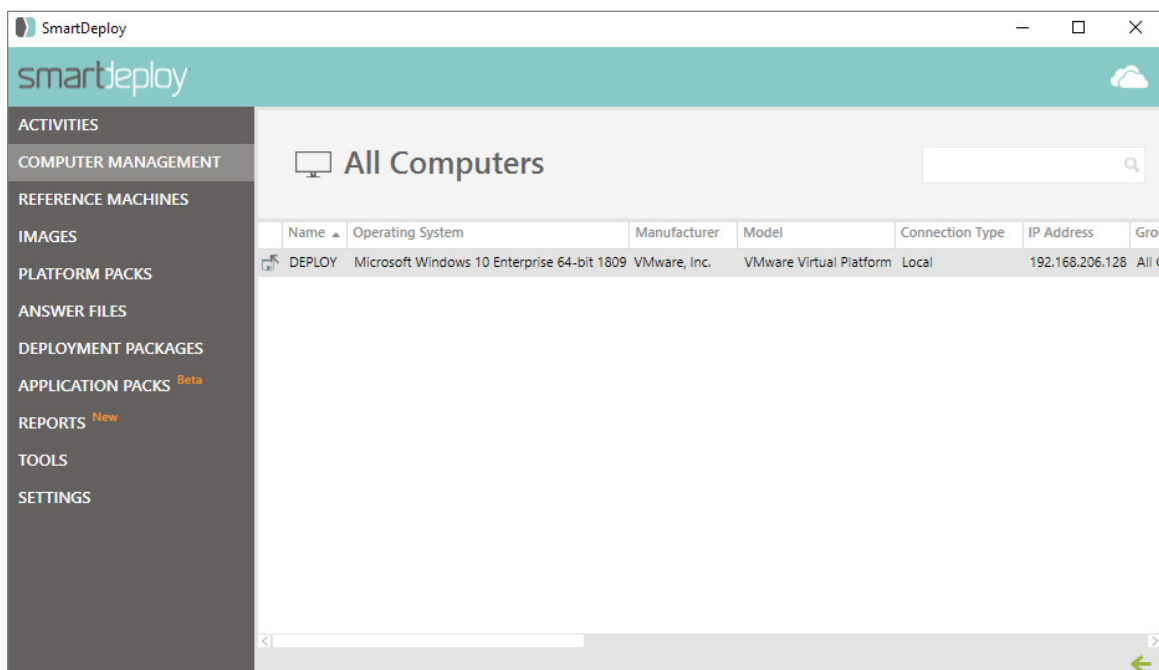 SmartDeploy
smartdeploy
ACTIVITIES
COMPUTER MANAGEMENT
REFERENCE MACHINES
IMAGES
PLATFORM PACKS
ANSWER FILES
DEPLOYMENT PACKAGES
APPLICATION PACKS Beta
REPORTS New
TOOLS
SETTINGS
All Computers
Name Operating System Manufacturer Model Connection Type IP Address Gro
DEPLOY Microsoft Windows 10 Enterprise 64-bit 1809 VMware, Inc. VMware Virtual Platform Local 192.168.206.128 All